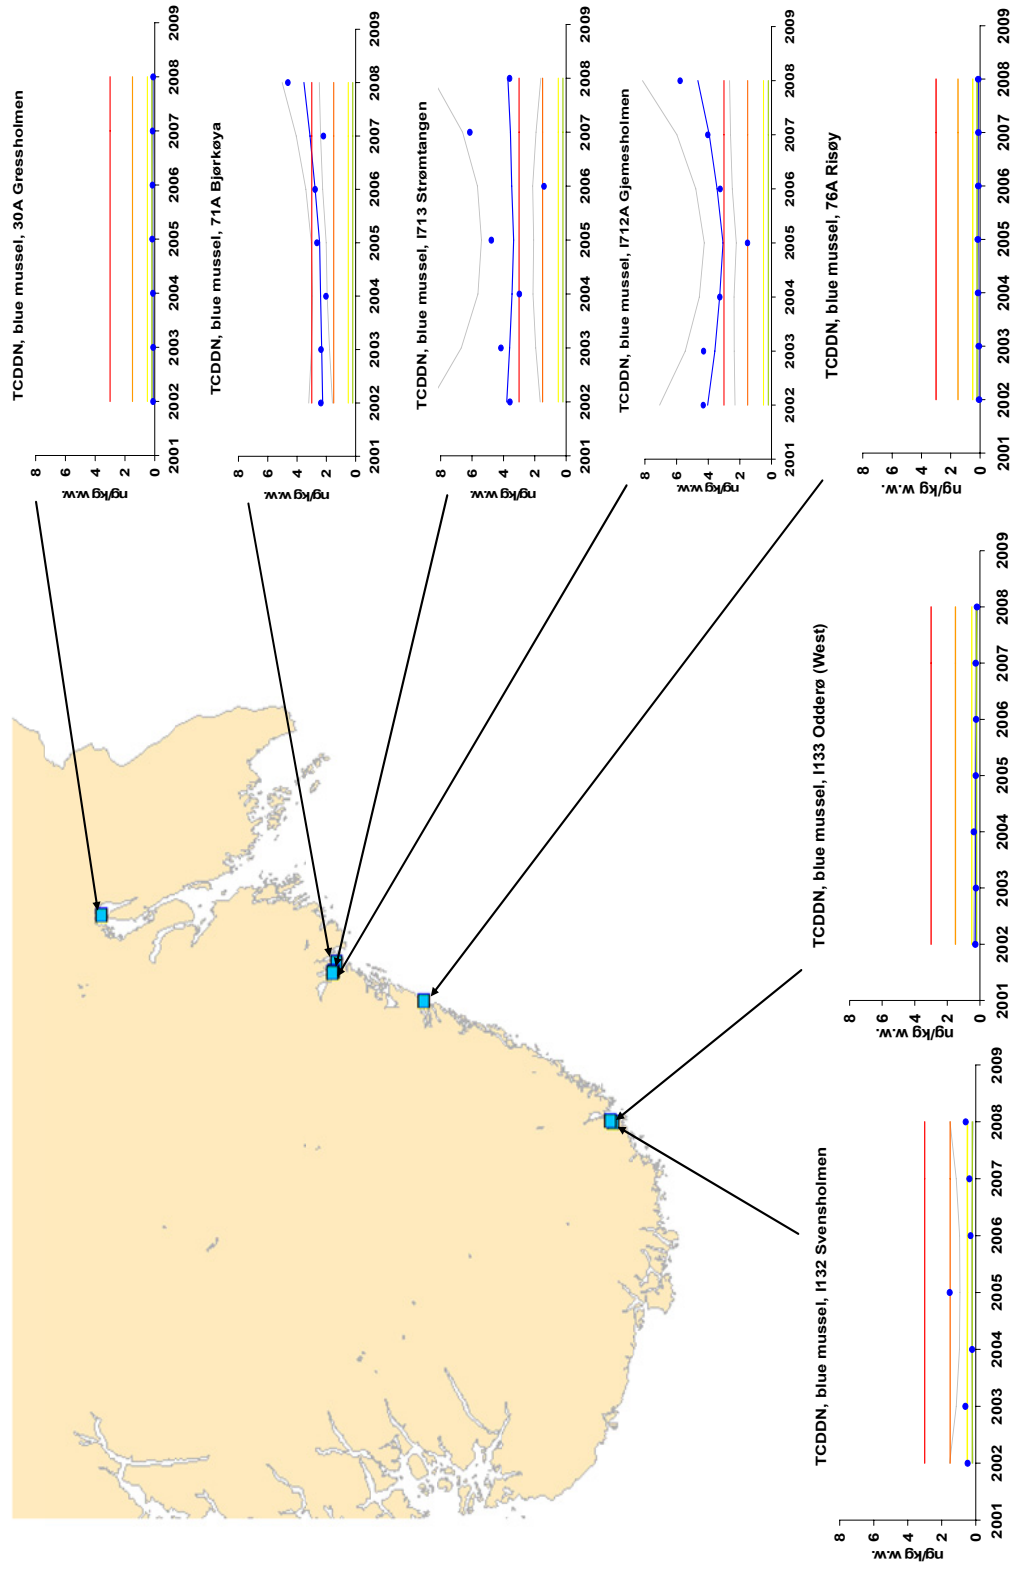 TCDDN, blue mussel, 30A Gressholmen
ng/kg w.w.
8
6
4
2
0
2001 2002 2003 2004 2005 2006 2007 2008 2009
TCDDN, blue mussel, 71A Bjørkøya
ng/kg w.w.
8
6
4
2
0
2001 2002 2003 2004 2005 2006 2007 2008 2009
TCDDN, blue mussel, I713 Strømtangen
ng/kg w.w.
8
6
4
2
0
2001 2002 2003 2004 2005 2006 2007 2008 2009
TCDDN, blue mussel, I712A Gjemesholmen
ng/kg w.w.
8
6
4
2
0
2001 2002 2003 2004 2005 2006 2007 2008 2009
TCDDN, blue mussel, 76A Risøy
ng/kg w.w.
8
6
4
2
0
2001 2002 2003 2004 2005 2006 2007 2008 2009
TCDDN, blue mussel, I133 Odderø (West)
ng/kg w.w.
8
6
4
2
0
2001 2002 2003 2004 2005 2006 2007 2008 2009
TCDDN, blue mussel, I132 Svensholmen
ng/kg w.w.
8
6
4
2
0
2001 2002 2003 2004 2005 2006 2007 2008 2009